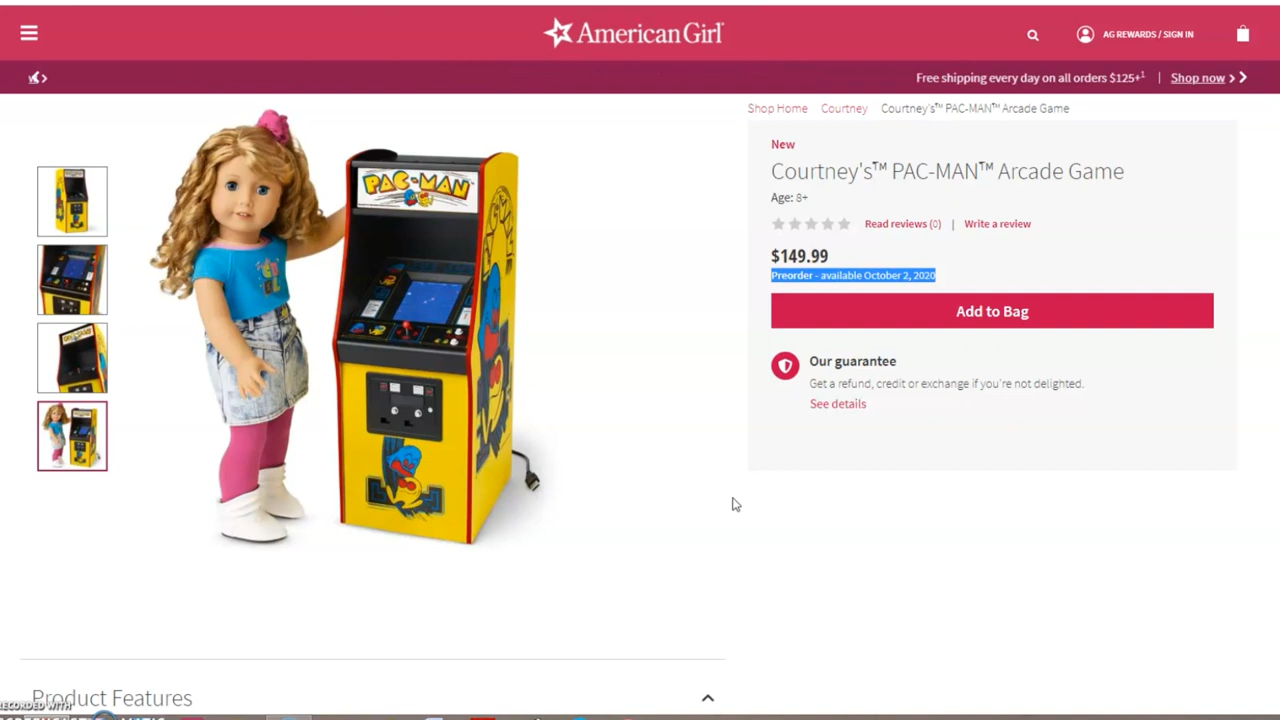 American Girl
AG REWARDS / SIGN IN
Free shipping every day on all orders $125+¹ | Shop now
Shop Home Courtney Courtney's™ PAC-MAN™ Arcade Game
New
Courtney's™ PAC-MAN™ Arcade Game
Age: 8+
Read reviews (0) | Write a review
$149.99
Preorder - available October 2, 2020
Add to Bag
Our guarantee
Get a refund, credit or exchange if you're not delighted.
See details
PAC-MAN
Product Features
RECORDED WITH